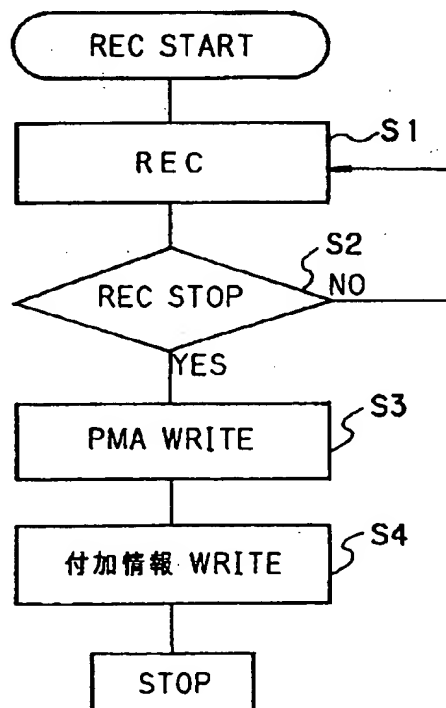 REC START
S1
REC
S2
REC STOP
NO
YES
S3
PMA WRITE
S4
付加情報 WRITE
STOP